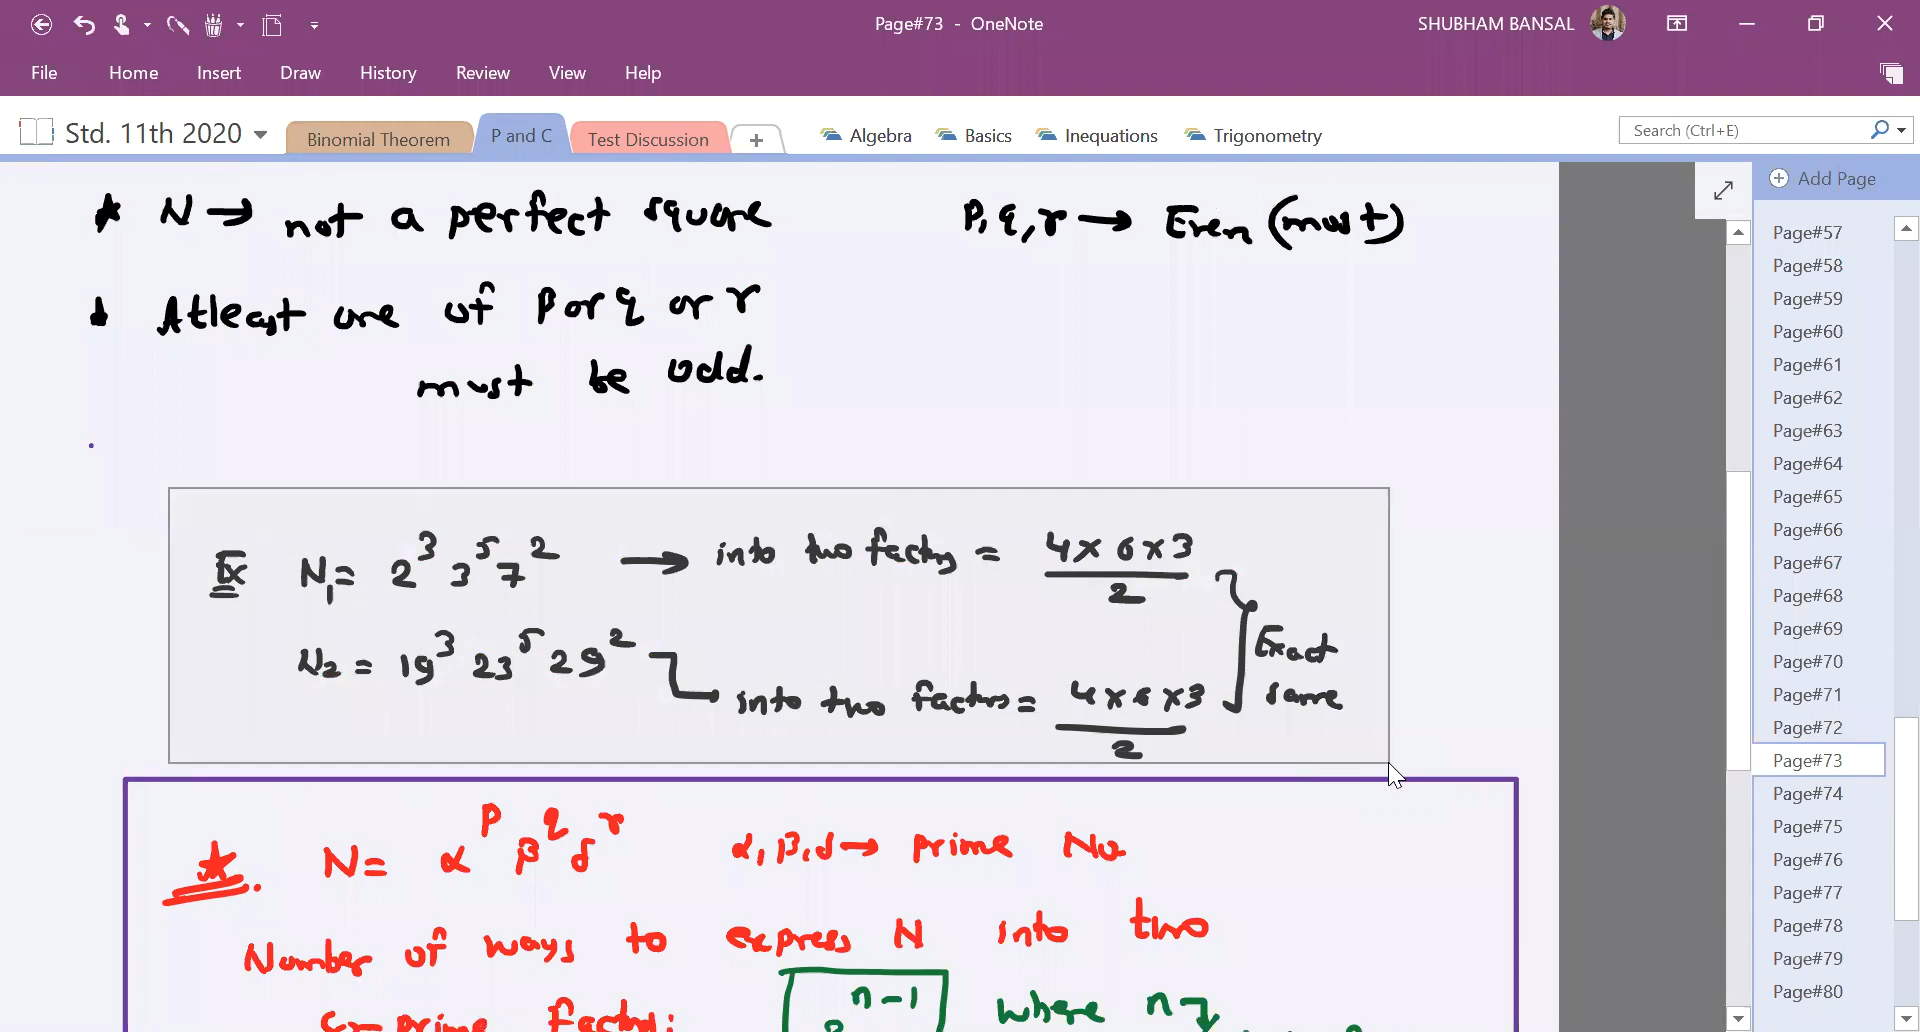 Page#73 - OneNote
SHUBHAM BANSAL
File Home Insert Draw History Review View Help
Std. 11th 2020
Binomial Theorem
P and C
Test Discussion
+
Algebra
Basics
Inequations
Trigonometry
Search (Ctrl+E)
Add Page
★ N → not a perfect square
P, q, r → Even (must)
★ Atleast one of P or q or r
must be odd.
Ex N₁ = 2³ 3⁵ 7² → into two factors = 4 × 6 × 3 / 2
N₂ = 19³ 23⁵ 29² → into two factors = 4 × 6 × 3 / 2
Exact
same
★. N = α^P β^q δ^r α, β, δ → prime No
Number of ways to express N into two
co-prime factors: 2^n-1 where n
Page#57
Page#58
Page#59
Page#60
Page#61
Page#62
Page#63
Page#64
Page#65
Page#66
Page#67
Page#68
Page#69
Page#70
Page#71
Page#72
Page#73
Page#74
Page#75
Page#76
Page#77
Page#78
Page#79
Page#80